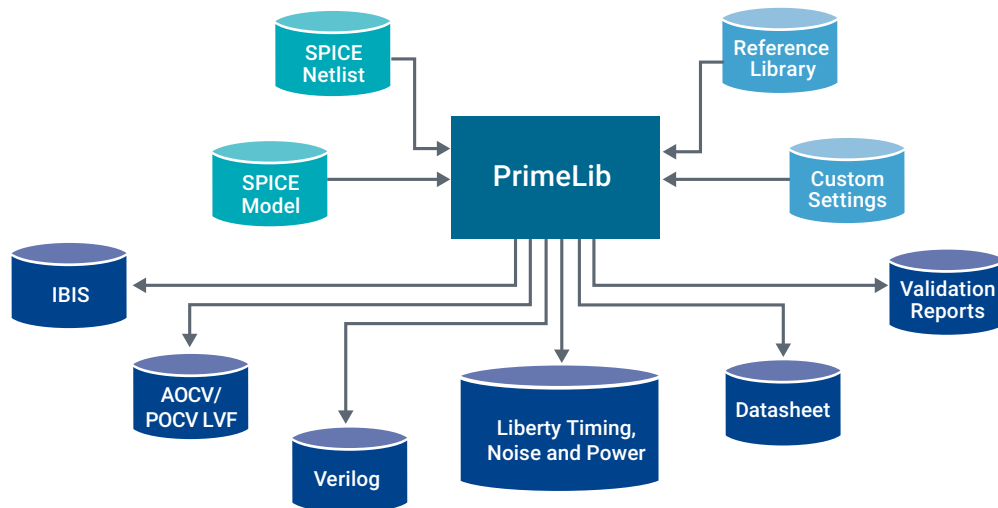 SPICE
Netlist
Reference
Library
PrimeLib
SPICE
Model
Custom
Settings
IBIS
Validation
Reports
AOCV/
POCV LVF
Datasheet
Liberty Timing,
Noise and Power
Verilog